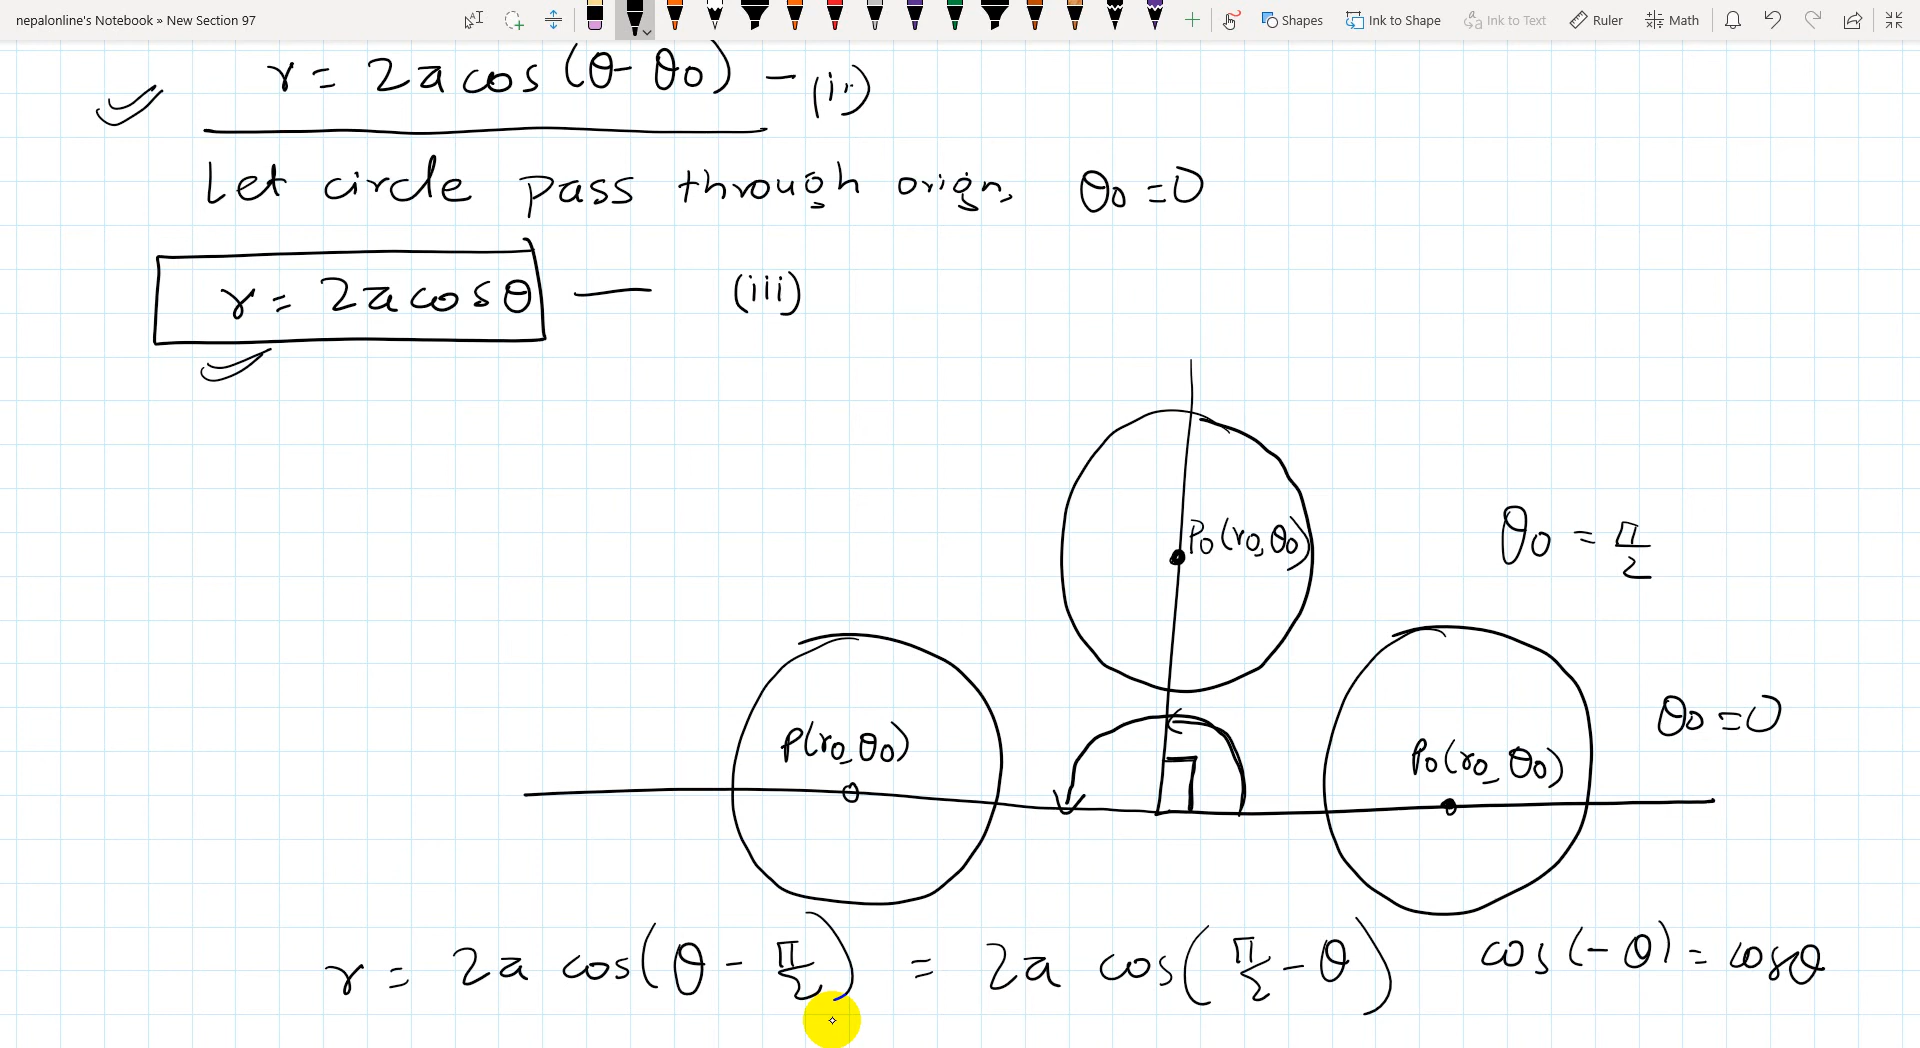 nepalonline's Notebook » New Section 97
Shapes Ink to Shape Ink to Text Ruler Math
r = 2a cos (θ - θ0) - (ii)
Let circle pass through orign, θ0 = 0
r = 2a cos θ — (iii)
P0 (r0, θ0)
θ0 = π/2
P(r0, θ0)
P0 (r0, θ0)
θ0 = 0
r = 2a cos(θ - π/2) = 2a cos(π/2 - θ) cos(-θ) = cosθ